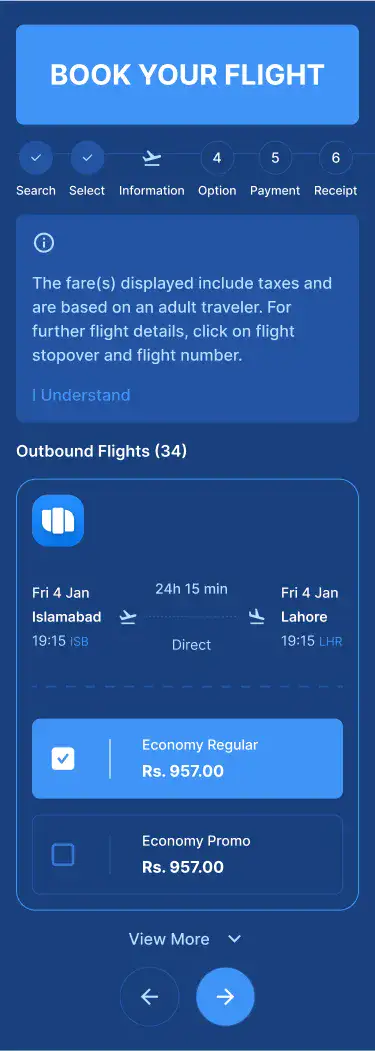 BOOK YOUR FLIGHT
4 5 6
Search Select Information Option Payment Receipt
The fare(s) displayed include taxes and
are based on an adult traveler. For
further flight details, click on flight
stopover and flight number.
I Understand
Outbound Flights (34)
Fri 4 Jan
Islamabad
19:15 ISB
24h 15 min
Direct
Fri 4 Jan
Lahore
19:15 LHR
Economy Regular
Rs. 957.00
Economy Promo
Rs. 957.00
View More